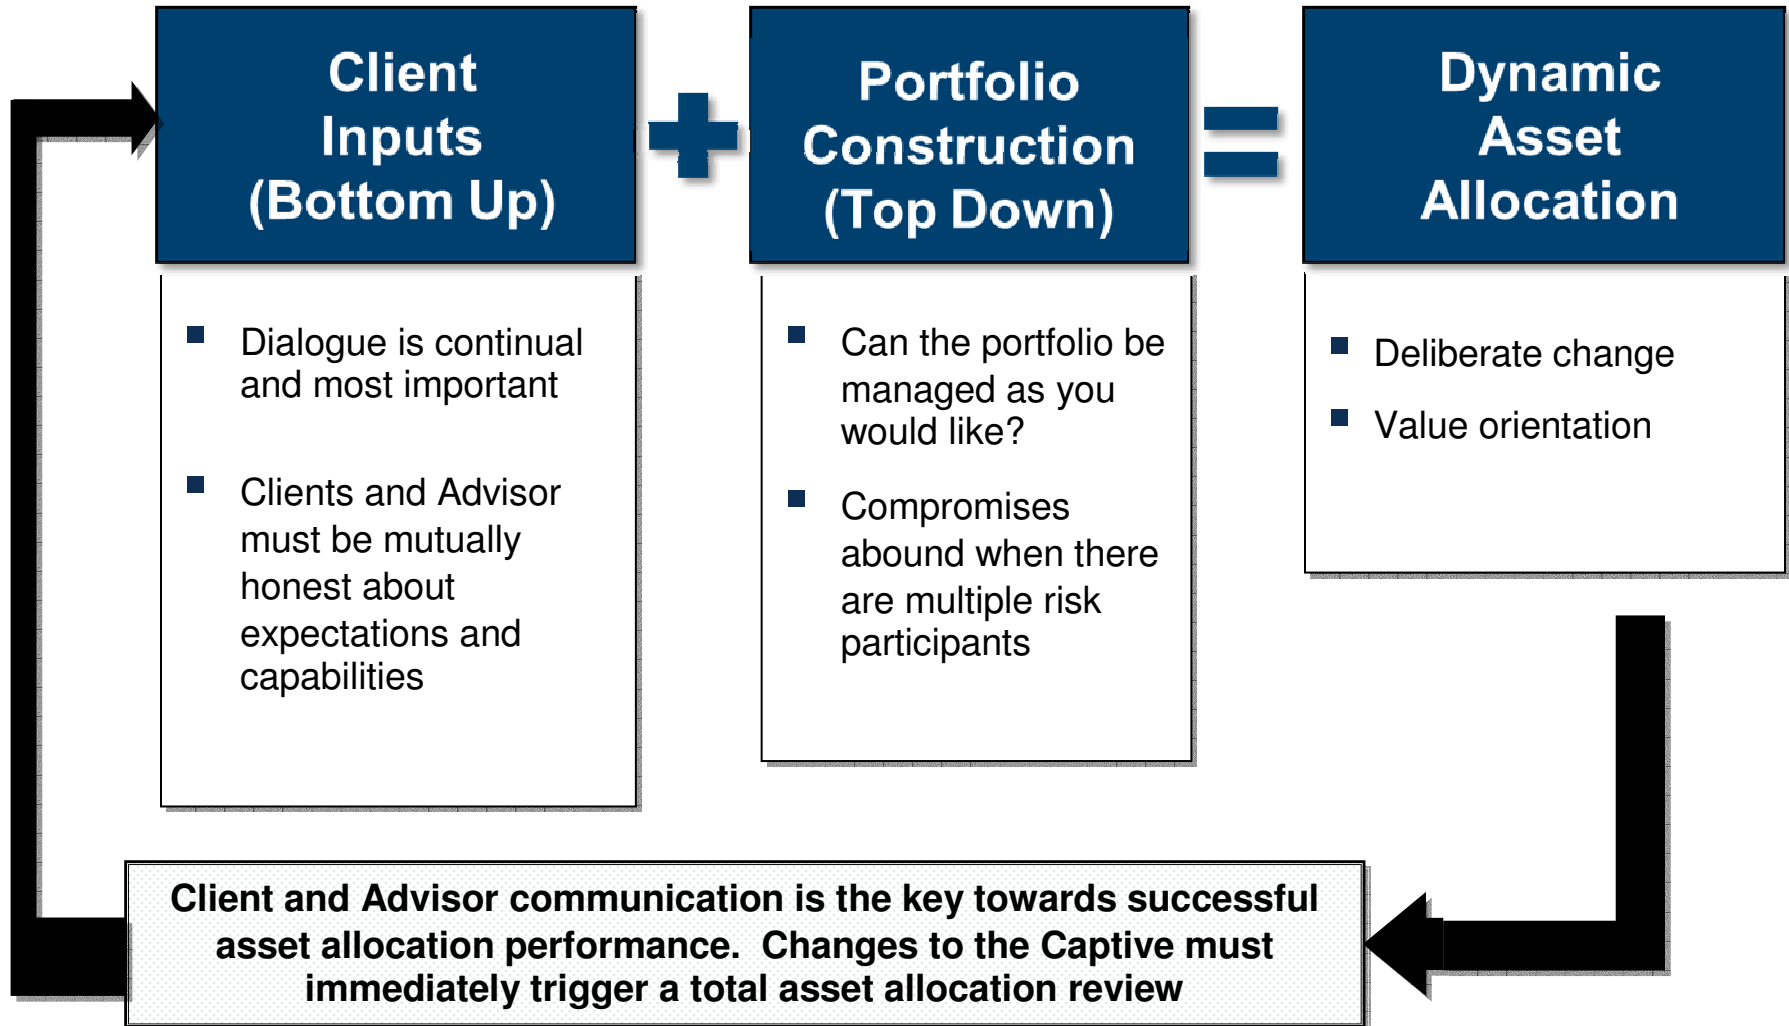 Client
Inputs
(Bottom Up)
Portfolio
Construction
(Top Down)
Dynamic
Asset
Allocation
Dialogue is continual
and most important
Clients and Advisor
must be mutually
honest about
expectations and
capabilities
Can the portfolio be
managed as you
would like?
Compromises
abound when there
are multiple risk
participants
Deliberate change
Value orientation
Client and Advisor communication is the key towards successful
asset allocation performance.  Changes to the Captive must
immediately trigger a total asset allocation review